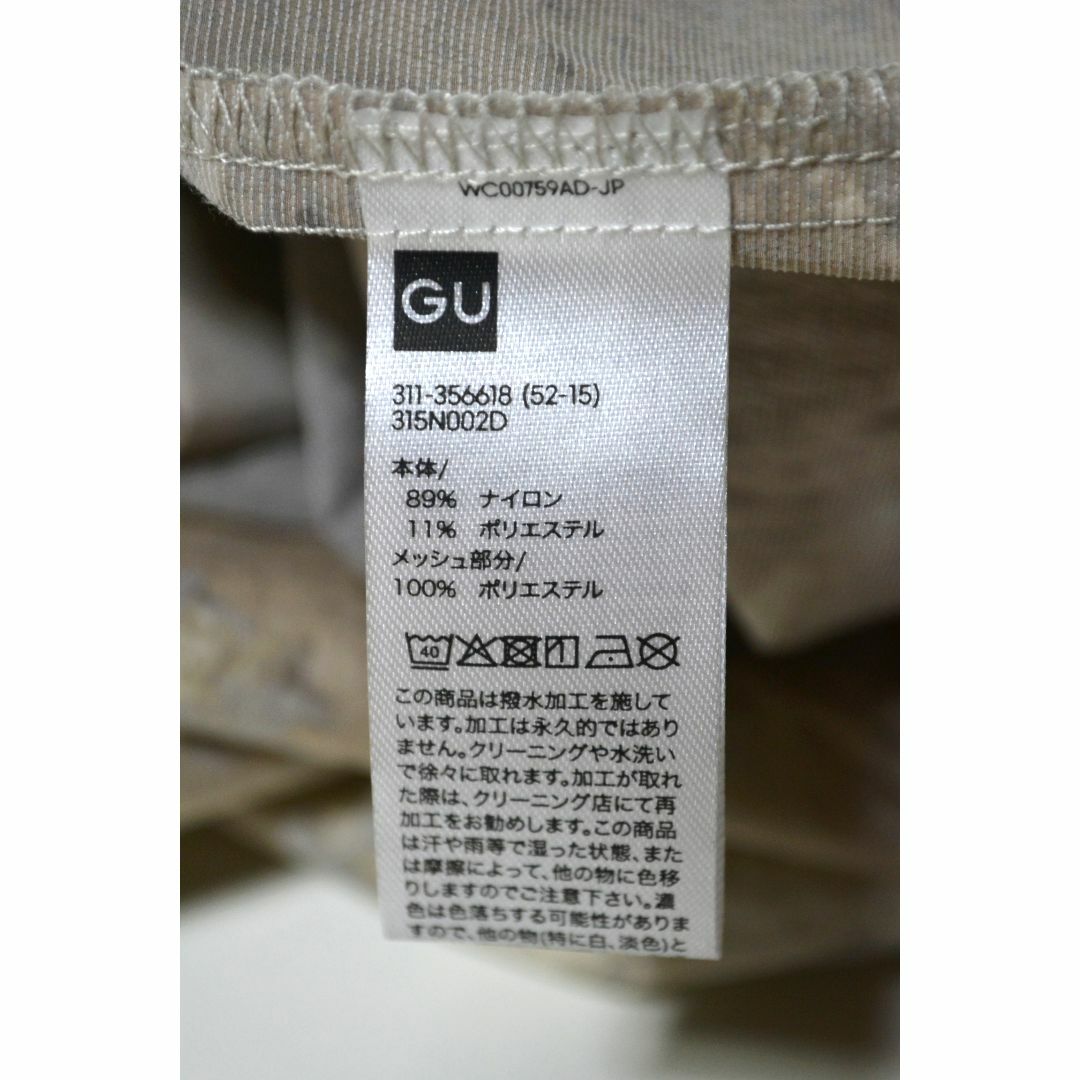 WC00759AD-JP
GU
311-356618 (52-15)
315N002D
本体/
89% ナイロン
11% ポリエステル
メッシュ部分/
100% ポリエステル
40
この商品は撥水加工を施して
います。加工は永久的ではあり
ません。クリーニングや水洗い
で徐々に取れます。加工が取れ
た際は、クリーニング店にて再
加工をお勧めします。この商品
は汗や雨等で湿った状態、また
は摩擦によって、他の物に色移
りしますのでご注意下さい。濃
色は色落ちする可能性がありま
すので、他の物(特に白、淡色)と